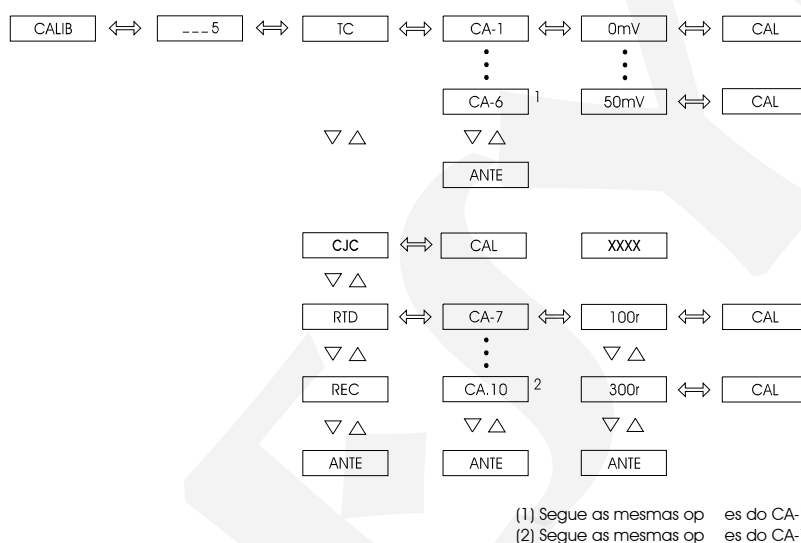 CALIB ___5 TC CA-1 0mV CAL
CA-6 1 50mV CAL
ANTE
CJC CAL XXXX
RTD CA-7 100r CAL
REC CA.10 2 300r CAL
ANTE ANTE ANTE
(1) Segue as mesmas op es do CA-
(2) Segue as mesmas op es do CA-